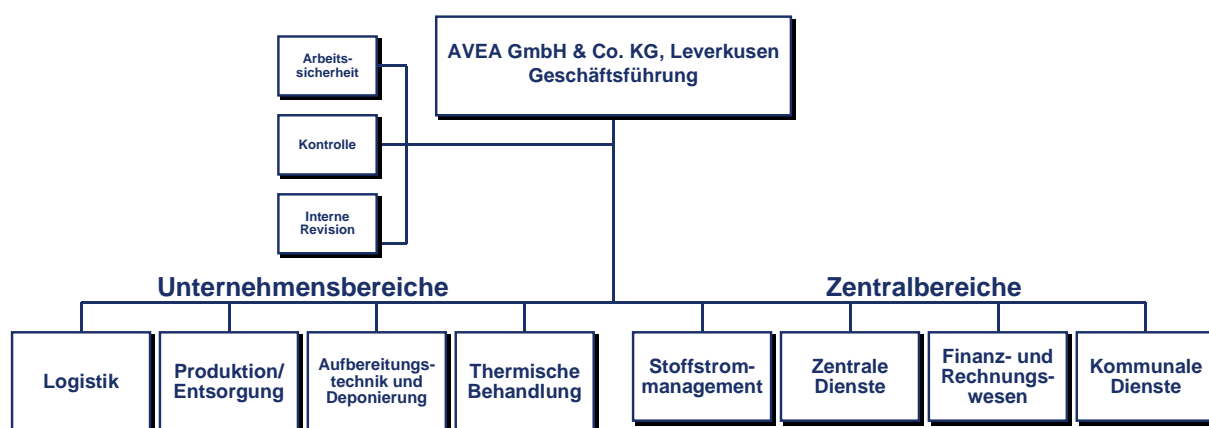 AVEA GmbH & Co. KG, Leverkusen
Geschäftsführung
Arbeits-
sicherheit
Kontrolle
Interne
Revision
Unternehmensbereiche
Zentralbereiche
Logistik
Produktion/
Entsorgung
Aufbereitungs-
technik und
Deponierung
Thermische
Behandlung
Stoffstrom-
management
Zentrale
Dienste
Finanz- und
Rechnungs-
wesen
Kommunale
Dienste